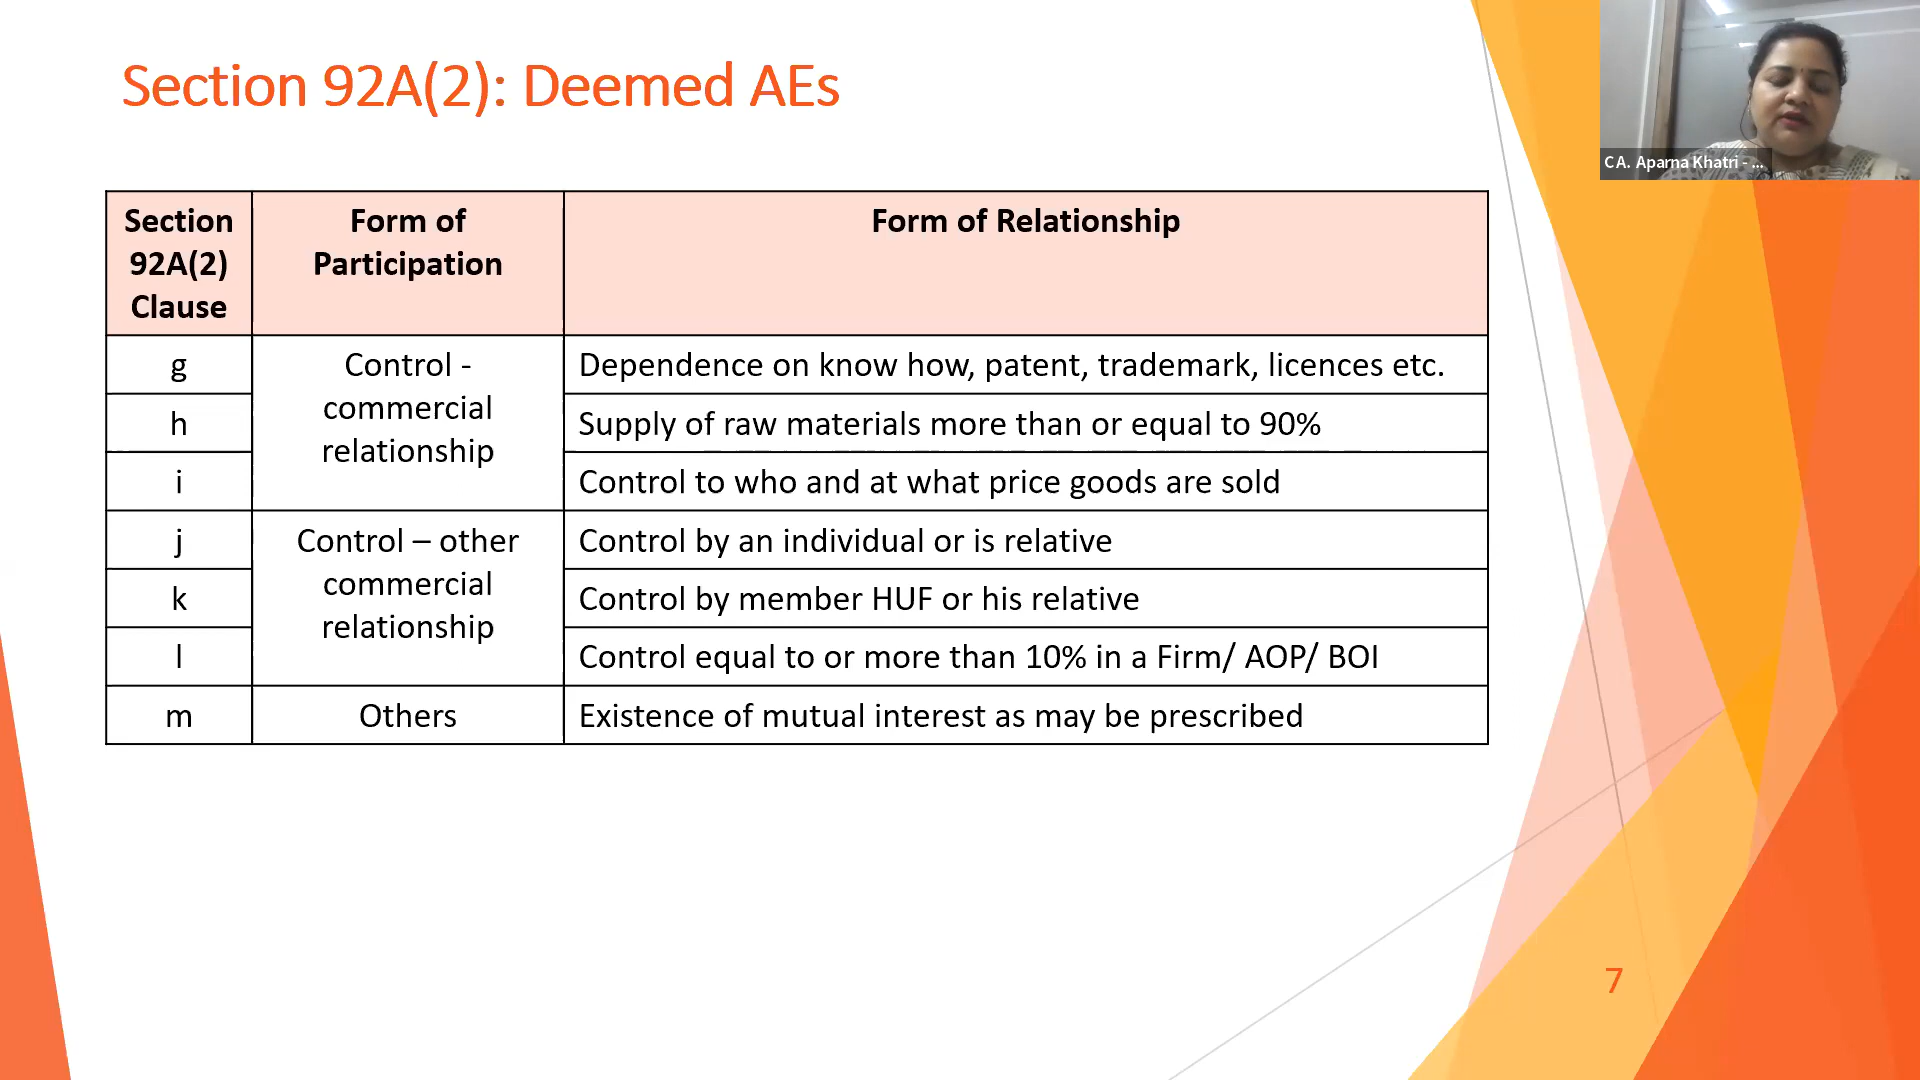 Section 92A(2): Deemed AEs
CA. Aparna Khatri - ...
Section
92A(2)
Clause
Form of
Participation
Form of Relationship
g
Control -
commercial
relationship
Dependence on know how, patent, trademark, licences etc.
h
Supply of raw materials more than or equal to 90%
i
Control to who and at what price goods are sold
j
Control – other
commercial
relationship
Control by an individual or is relative
k
Control by member HUF or his relative
l
Control equal to or more than 10% in a Firm/ AOP/ BOI
m
Others
Existence of mutual interest as may be prescribed
7